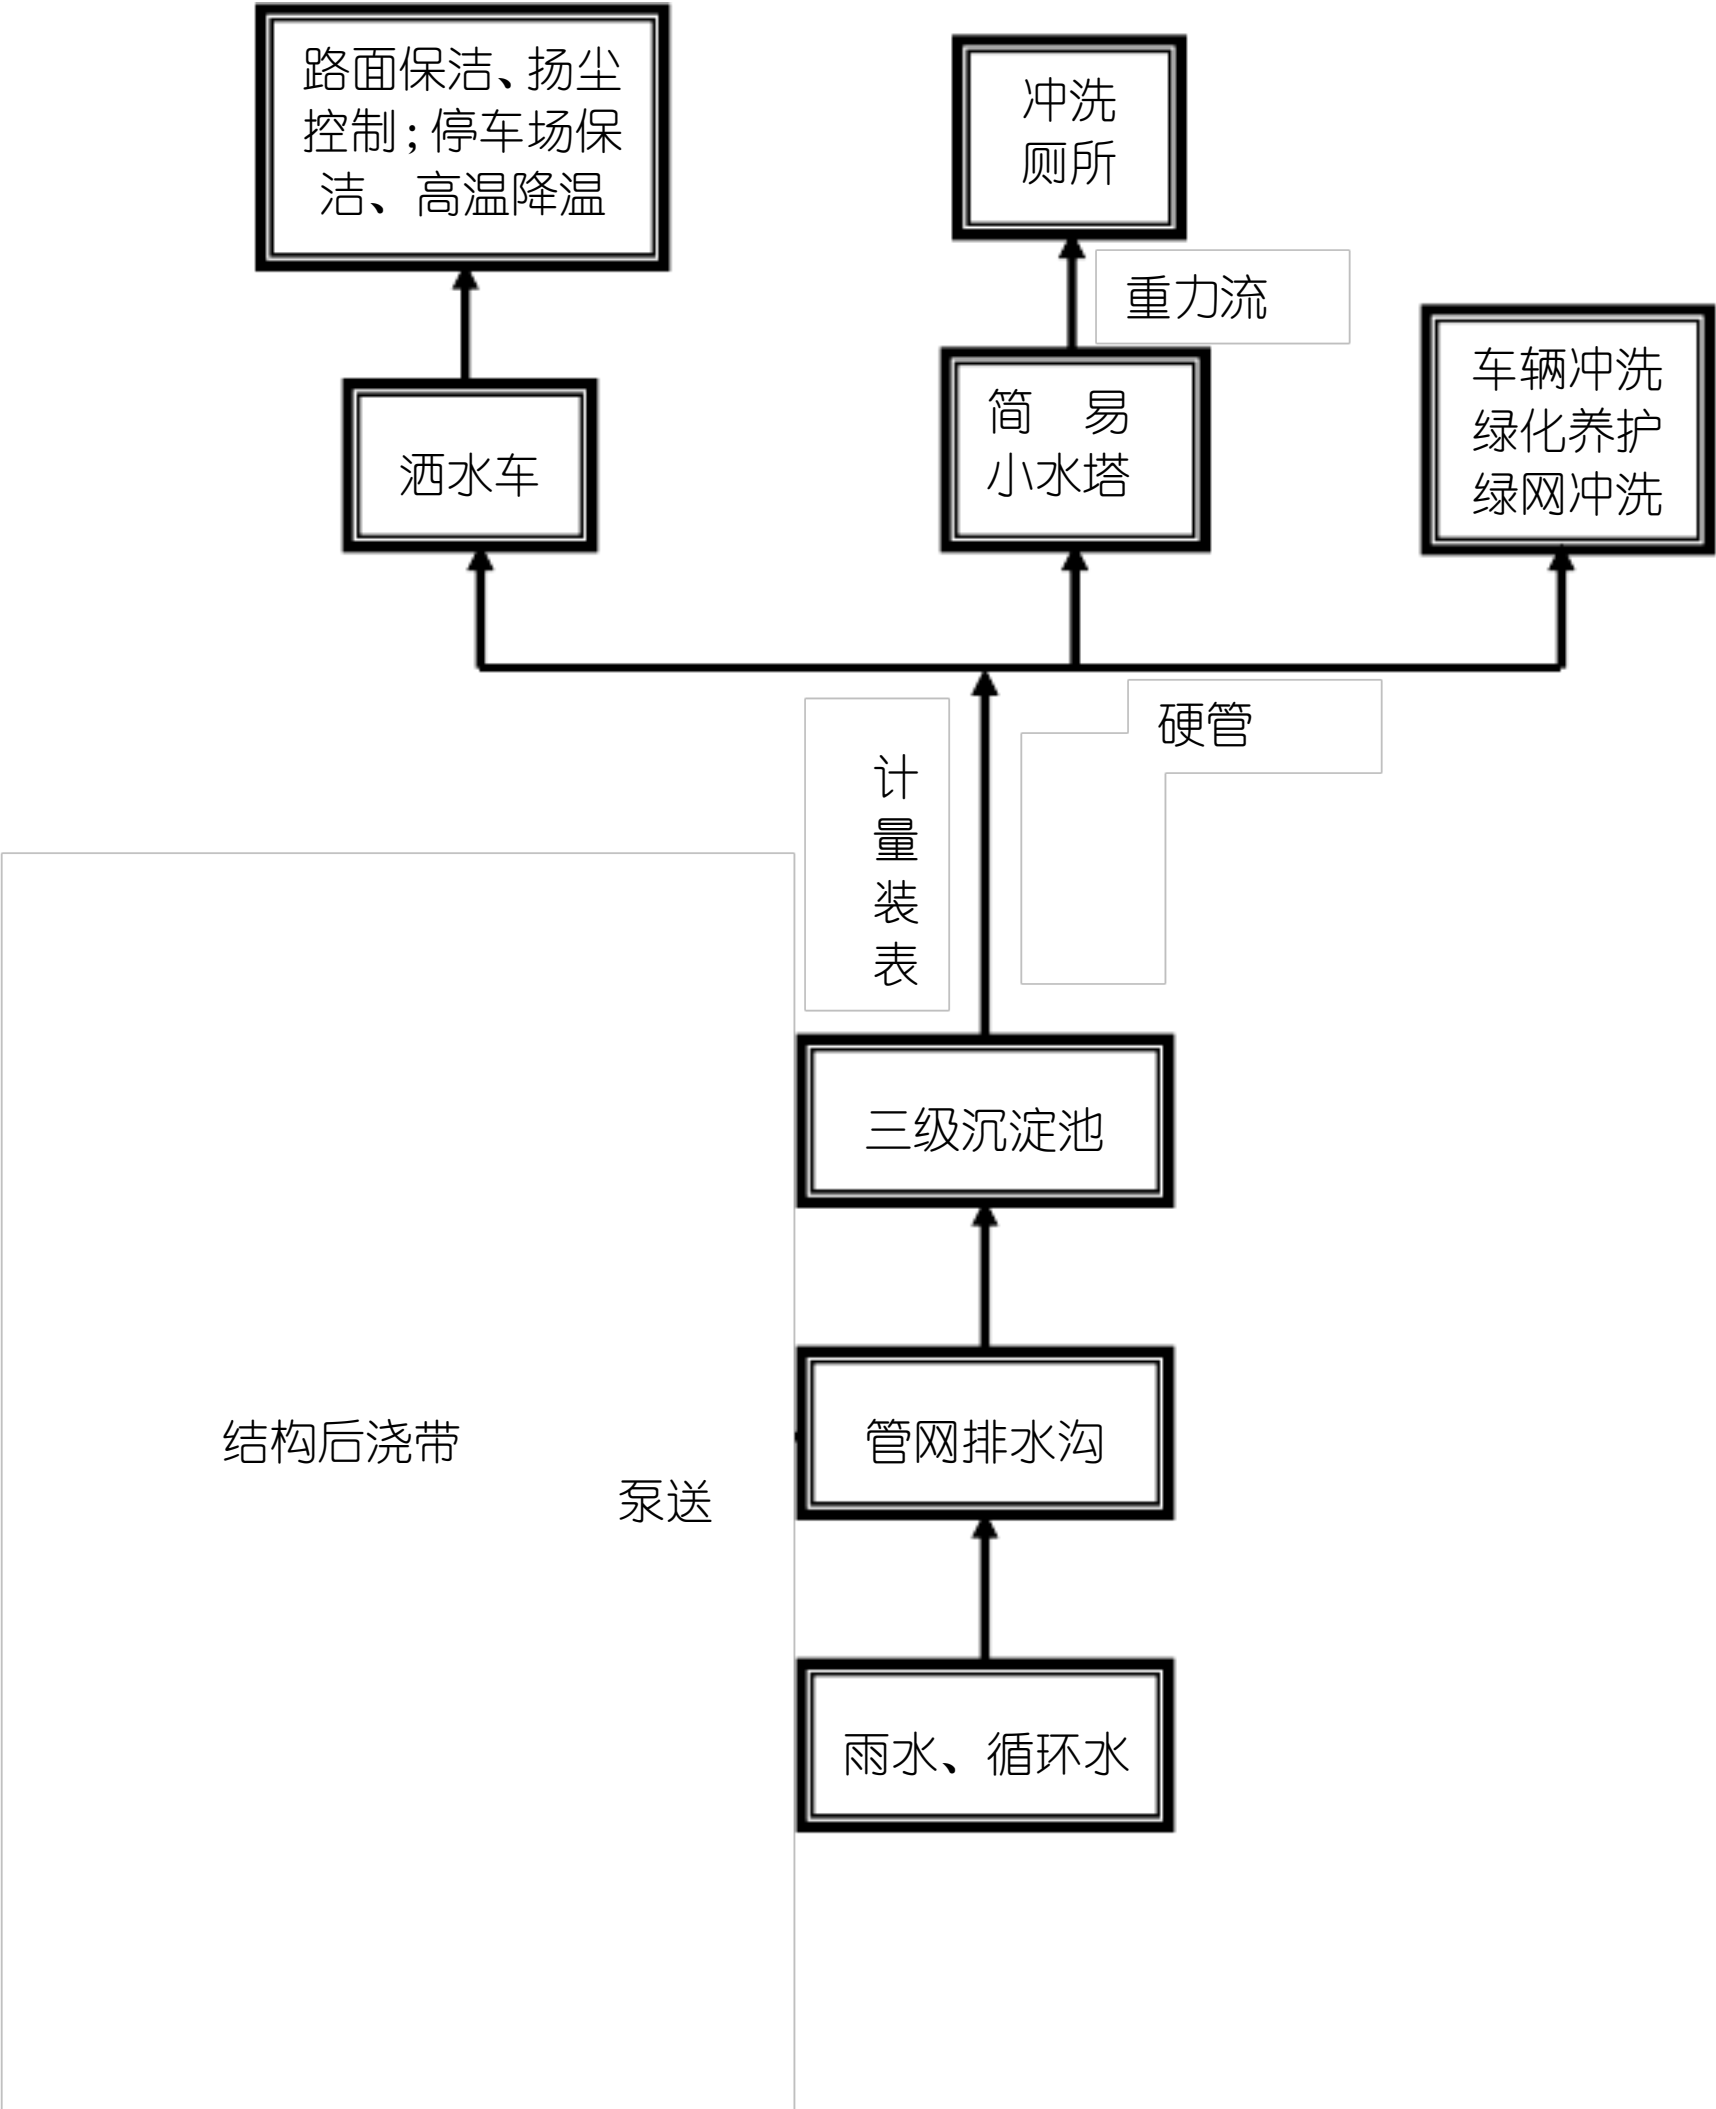 路面保洁、扬尘
控制;停车场保
洁、高温降温
冲洗
厕所
重力流
车辆冲洗
绿化养护
绿网冲洗
洒水车
简 易
小水塔
硬管
计
量
装
表
三级沉淀池
结构后浇带
泵送
管网排水沟
雨水、循环水